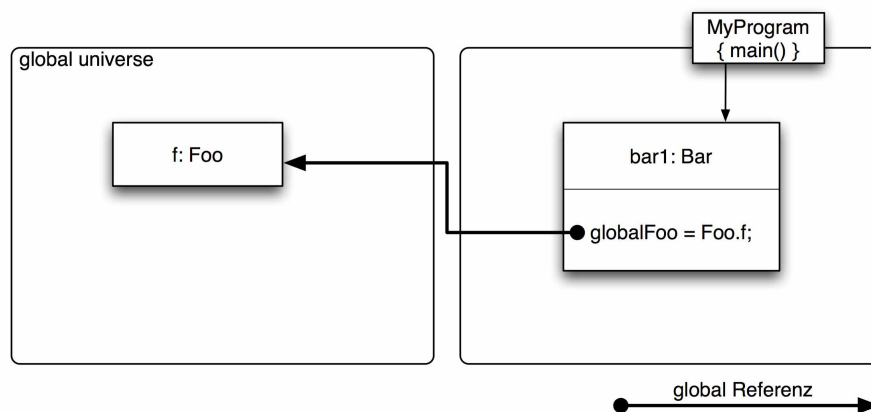 MyProgram
{ main() }
global universe
f: Foo
bar1: Bar
globalFoo = Foo.f;
global Referenz